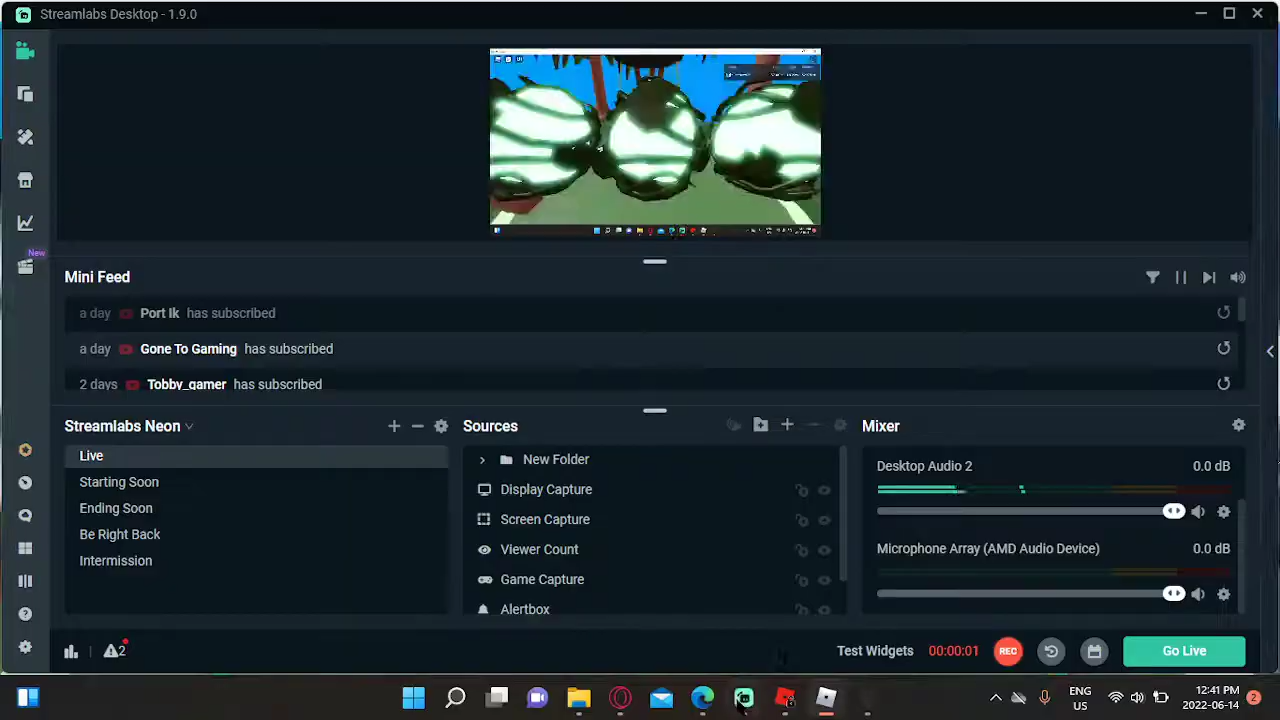 Streamlabs Desktop - 1.9.0
New
Mini Feed
a day Port lk has subscribed
a day Gone To Gaming has subscribed
2 days Tobby_gamer has subscribed
Streamlabs Neon
Live
Starting Soon
Ending Soon
Be Right Back
Intermission
Sources
New Folder
Display Capture
Screen Capture
Viewer Count
Game Capture
Alertbox
Mixer
Desktop Audio 2 0.0 dB
Microphone Array (AMD Audio Device) 0.0 dB
2
Test Widgets 00:00:01 REC Go Live
ENG
US
12:41 PM
2022-06-14
2